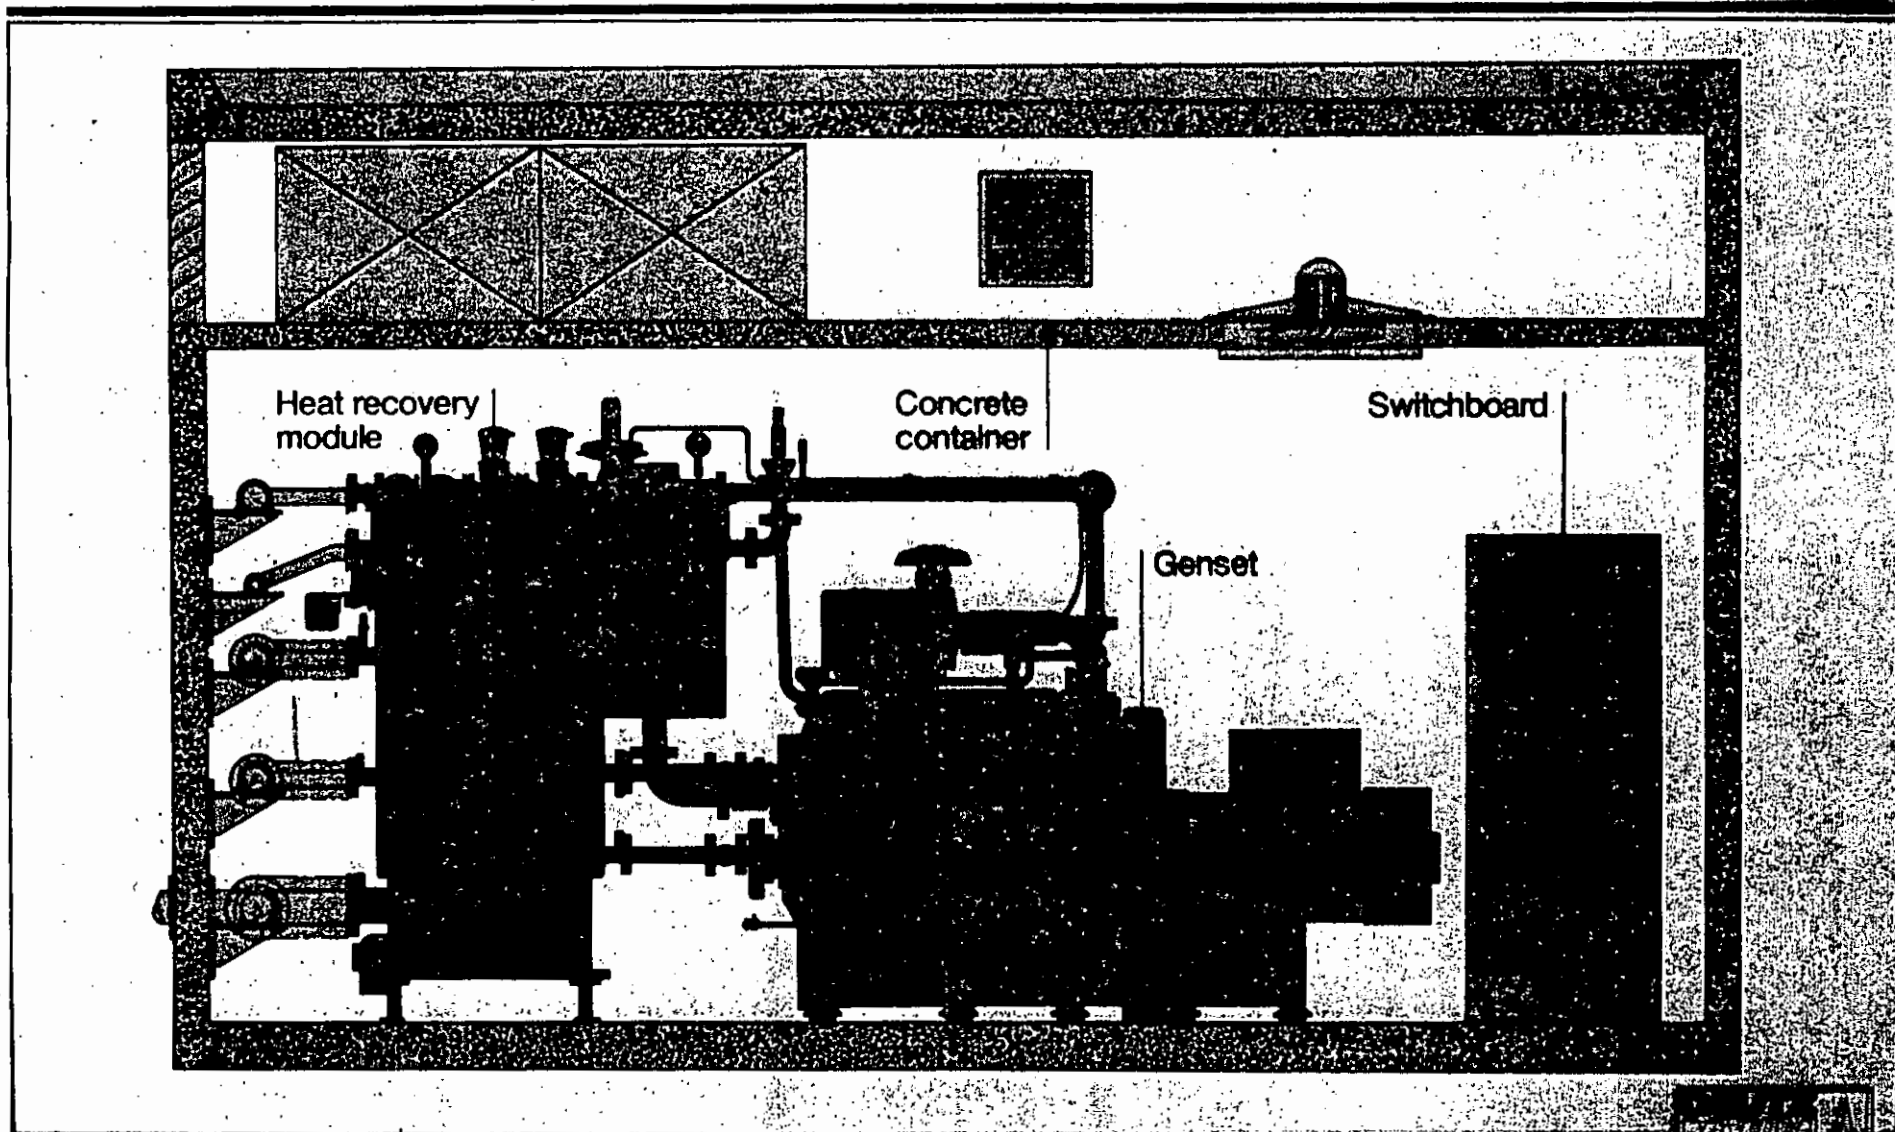 Heat recovery
module
Concrete
container
Switchboard
Genset